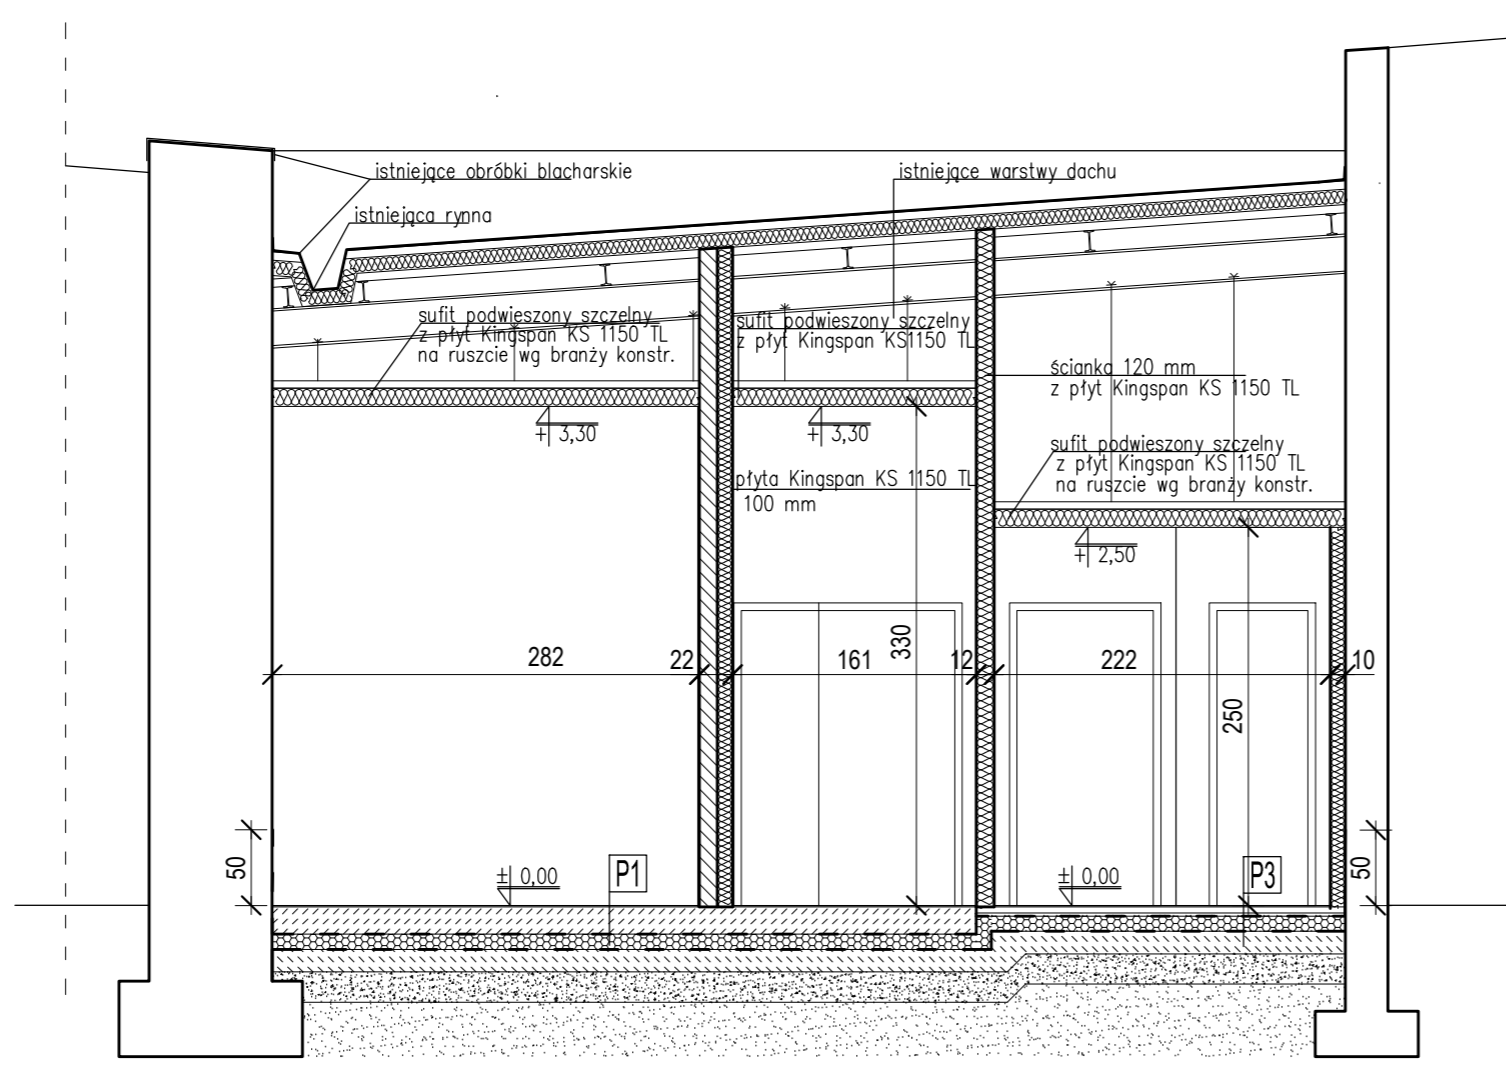 istniejące obróbki blacharskie
istniejące warstwy dachu
istniejąca rynna
sufit podwieszony szczelny
z płyt Kingspan KS 1150 TL
na ruszcie wg branży konstr.
sufit podwieszony szczelny
z płyt Kingspan KS1150 TL
ścianka 120 mm
z płyt Kingspan KS 1150 TL
+ 3,30
+ 3,30
sufit podwieszony szczelny
z płyt Kingspan KS 1150 TL
na ruszcie wg branży konstr.
płyta Kingspan KS 1150 TL
100 mm
+ 2,50
282
22
161
330
12
222
10
250
50
± 0,00
P1
± 0,00
P3
50